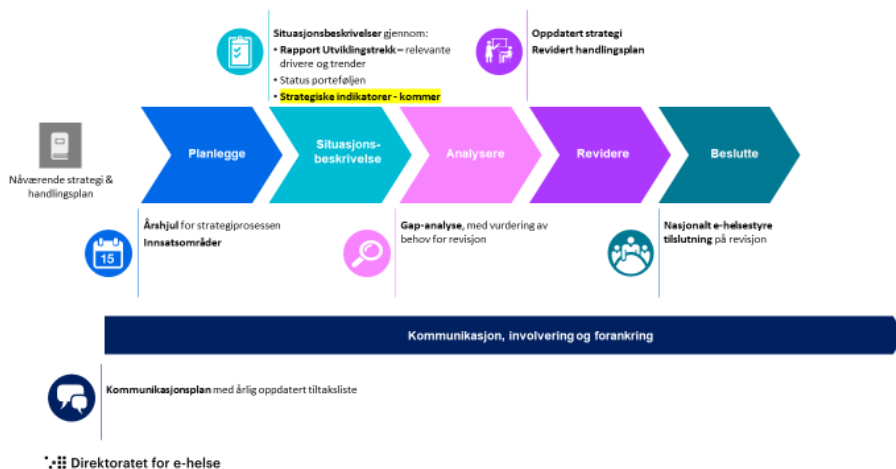 Situasjonsbeskrivelser gjennom:
• Rapport Utviklingstrekk – relevante
drivere og trender
• Status porteføljen
• Strategiske indikatorer - kommer
Oppdatert strategi
Revidert handlingsplan
Nåværende strategi &
handlingsplan
Planlegge
Situasjons-
beskrivelse
Analysere
Revidere
Beslutte
15
Årshjul for strategiprosessen
Innsatsområder
Gap-analyse, med vurdering av
behov for revisjon
Nasjonalt e-helsestyre
tilslutning på revisjon
Kommunikasjon, involvering og forankring
Kommunikasjonsplan med årlig oppdatert tiltaksliste
Direktoratet for e-helse